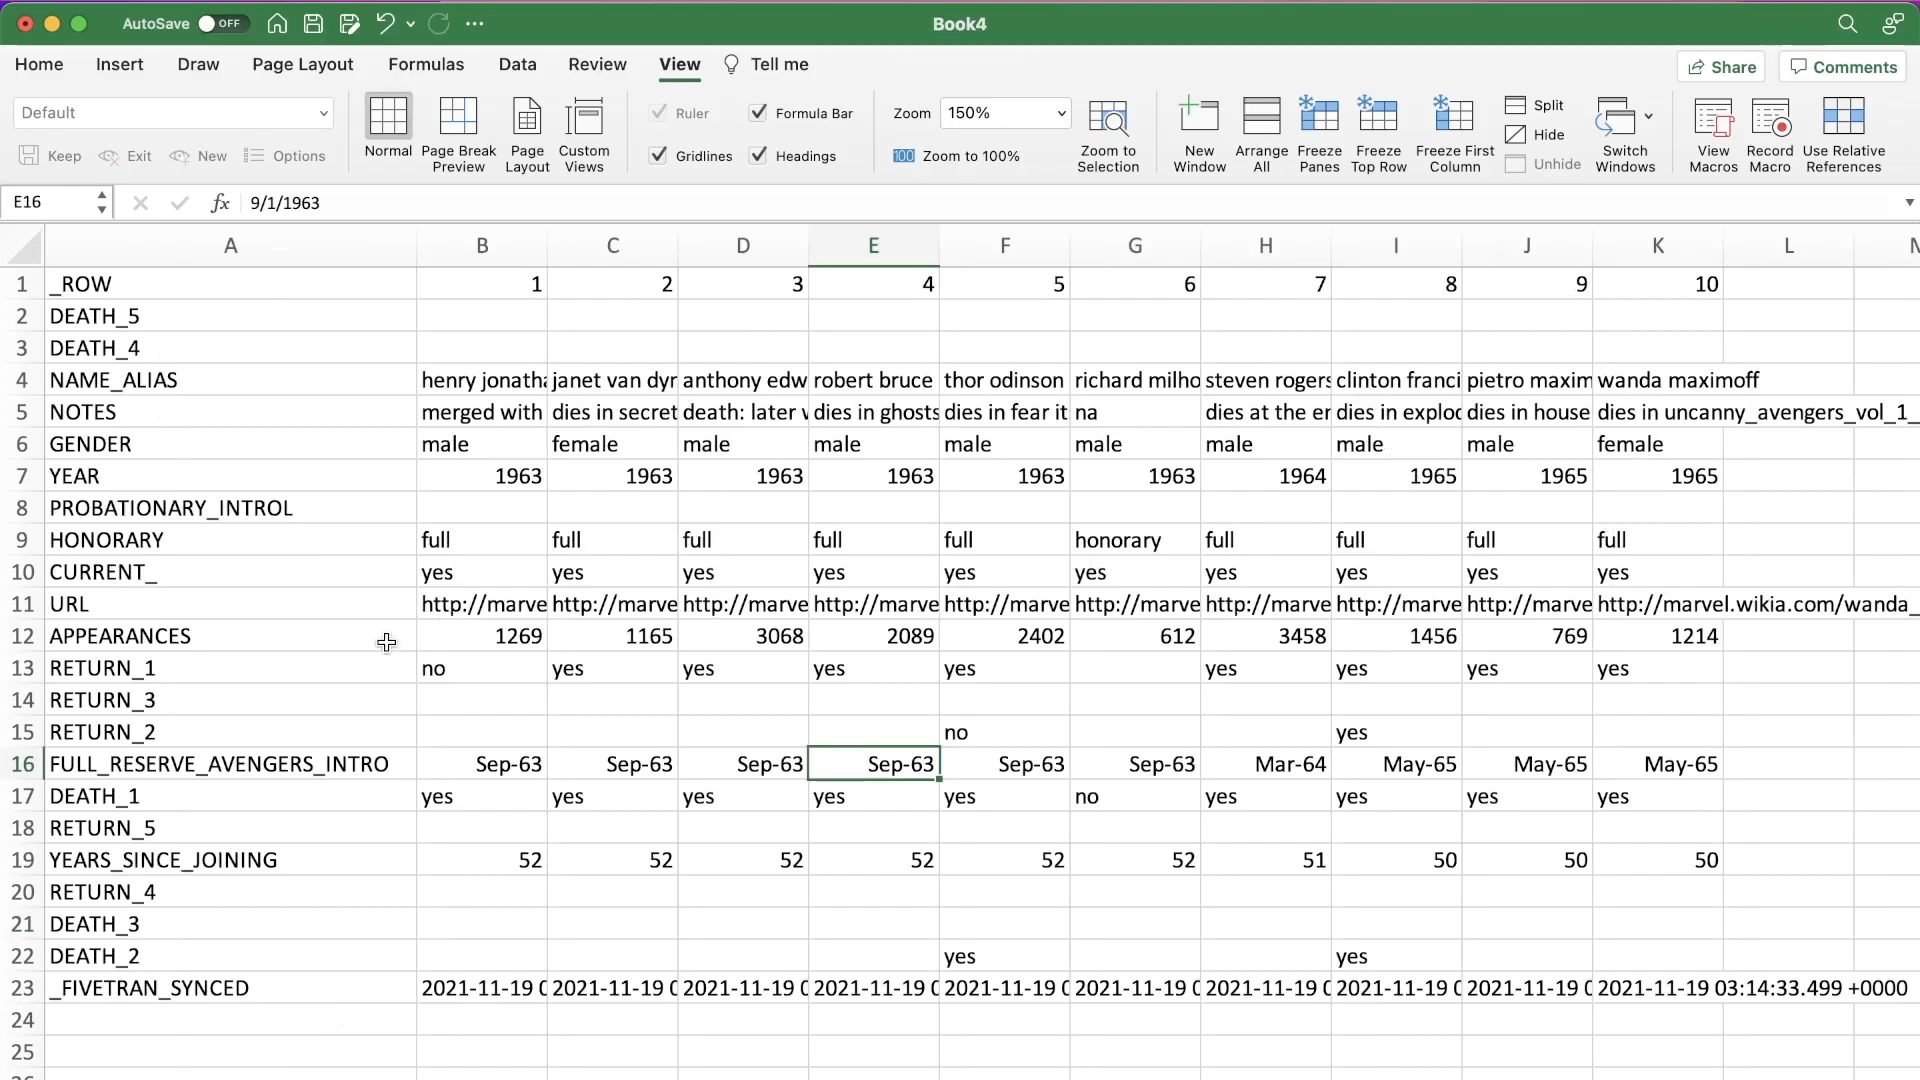 AutoSave OFF Book4
Home Insert Draw Page Layout Formulas Data Review View Tell me Share Comments
Default Normal Page Break Preview Page Layout Custom Views Ruler Formula Bar Zoom 150% Zoom to Selection New Window Arrange All Freeze Panes Freeze Top Row Freeze First Column Split Hide Unhide Switch Windows View Macros Record Macro Use Relative References
Keep Exit New Options Gridlines Headings 100 Zoom to 100%
E16 fx 9/1/1963
A B C D E F G H I J K L
1 _ROW 1 2 3 4 5 6 7 8 9 10
2 DEATH_5
3 DEATH_4
4 NAME_ALIAS henry jonatha janet van dyn anthony edw robert bruce thor odinson richard milho steven rogers clinton franci pietro maxim wanda maximoff
5 NOTES merged with dies in secret death: later dies in ghosts dies in fear it na dies at the en dies in explo dies in house dies in uncanny_avengers_vol_1_
6 GENDER male female male male male male male male male female
7 YEAR 1963 1963 1963 1963 1963 1963 1964 1965 1965 1965
8 PROBATIONARY_INTROL
9 HONORARY full full full full full honorary full full full full
10 CURRENT_ yes yes yes yes yes yes yes yes yes yes
11 URL http://marve http://marve http://marve http://marve http://marve http://marve http://marve http://marve http://marve http://marvel.wikia.com/wanda_
12 APPEARANCES 1269 1165 3068 2089 2402 612 3458 1456 769 1214
13 RETURN_1 no yes yes yes yes yes yes yes yes
14 RETURN_3
15 RETURN_2 no yes
16 FULL_RESERVE_AVENGERS_INTRO Sep-63 Sep-63 Sep-63 Sep-63 Sep-63 Sep-63 Mar-64 May-65 May-65 May-65
17 DEATH_1 yes yes yes yes yes no yes yes yes yes
18 RETURN_5
19 YEARS_SINCE_JOINING 52 52 52 52 52 52 51 50 50 50
20 RETURN_4
21 DEATH_3
22 DEATH_2 yes yes
23 _FIVETRAN_SYNCED 2021-11-19 0 2021-11-19 0 2021-11-19 0 2021-11-19 0 2021-11-19 0 2021-11-19 0 2021-11-19 0 2021-11-19 0 2021-11-19 0 2021-11-19 03:14:33.499 +0000
24
25